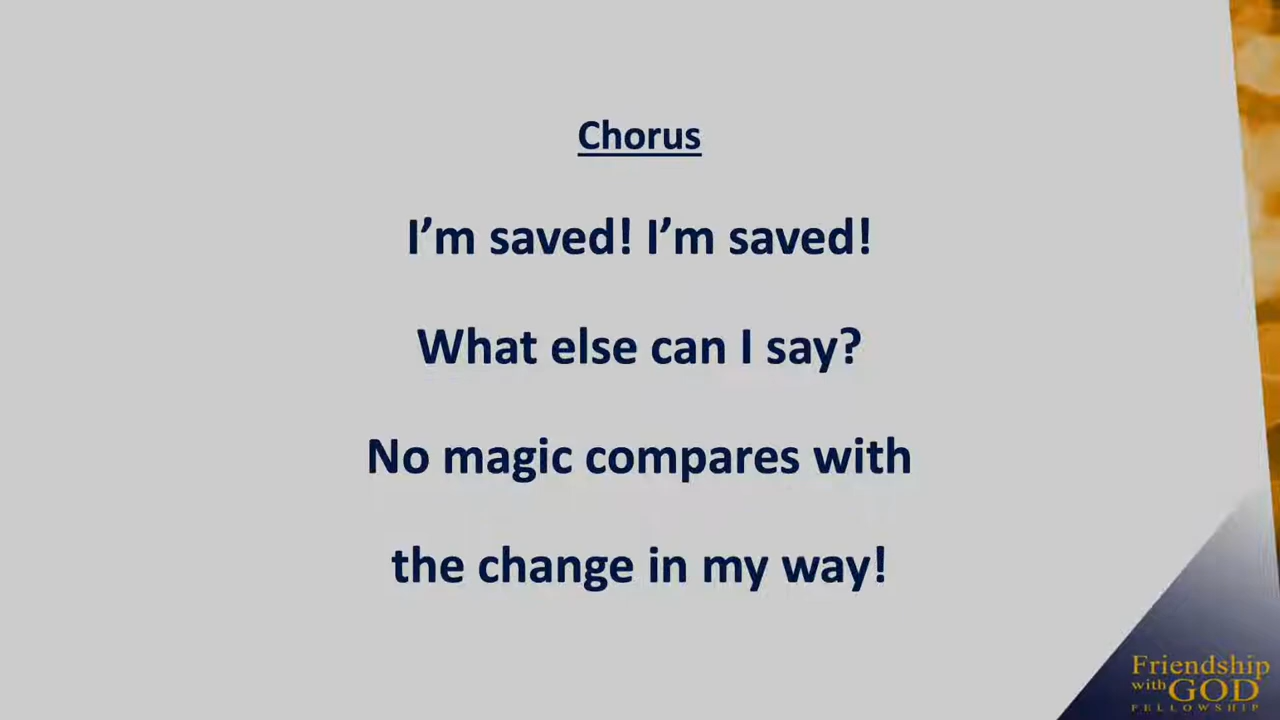 Chorus
I’m saved! I’m saved!
What else can I say?
No magic compares with
the change in my way!
Friendship
with GOD
FELLOWSHIP